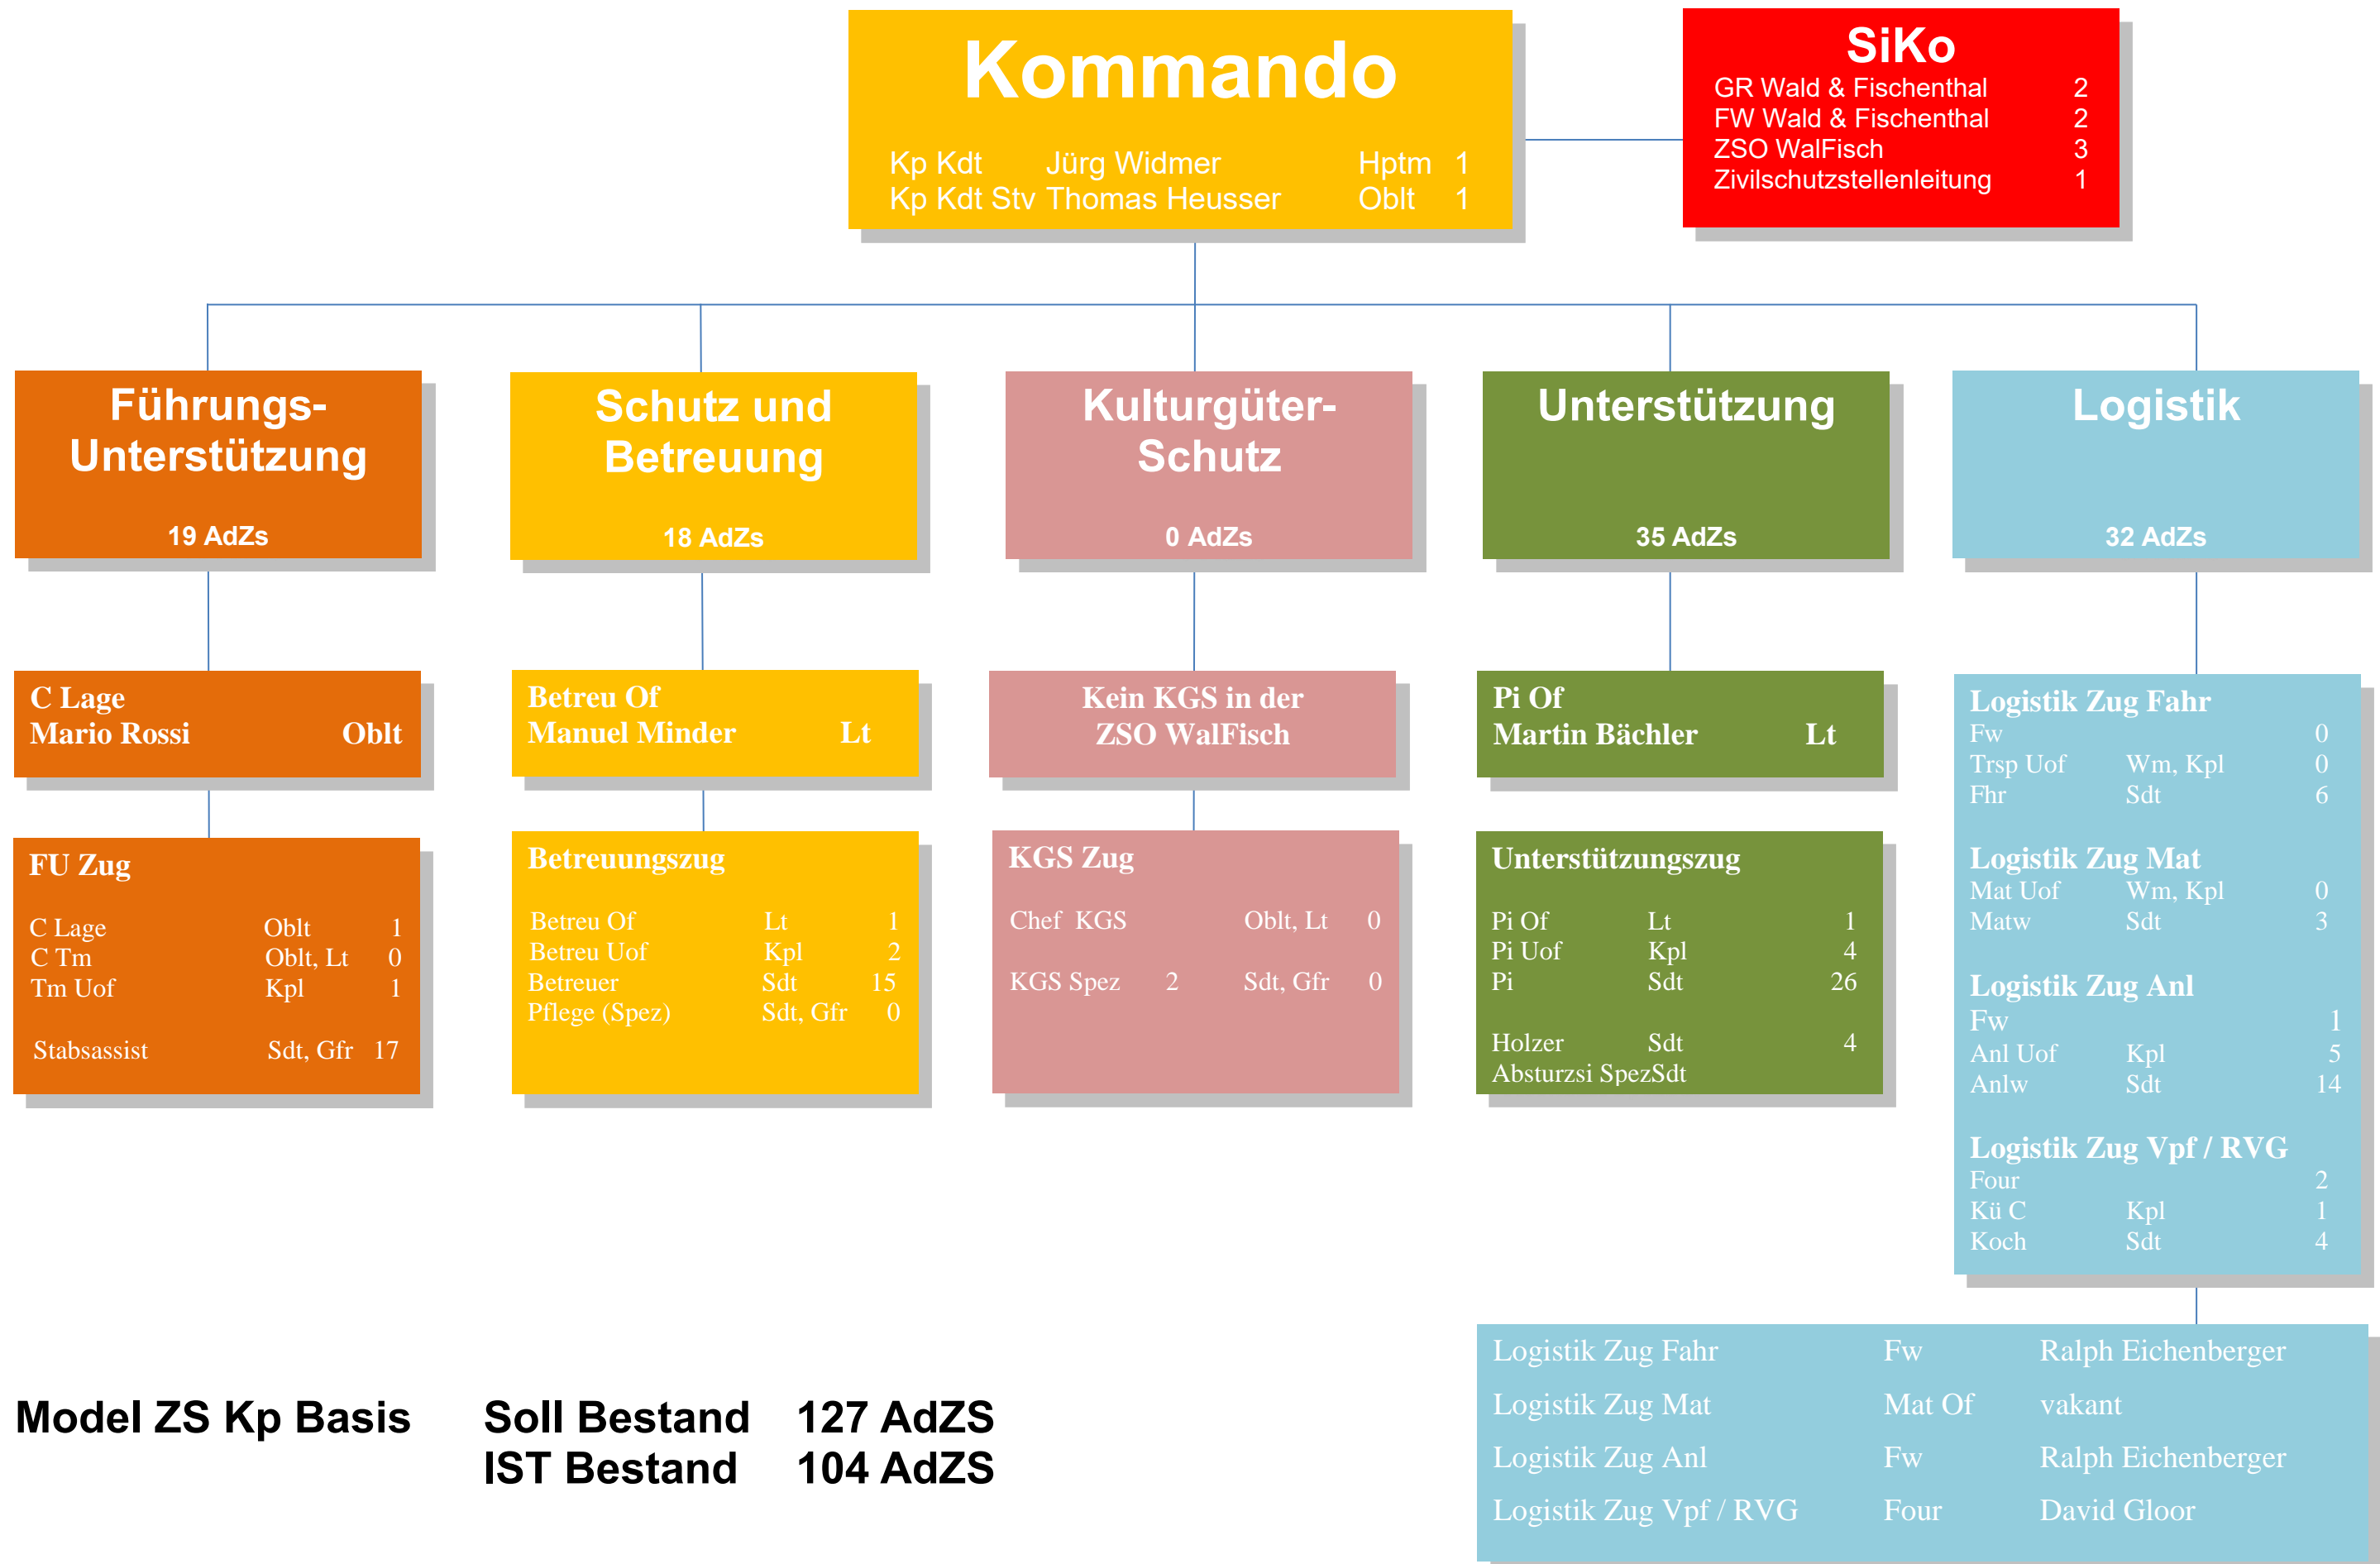 Kommando
Kp Kdt Jürg Widmer Hptm 1
Kp Kdt Stv Thomas Heusser Oblt 1
SiKo
GR Wald & Fischenthal 2
FW Wald & Fischenthal 2
ZSO WalFisch 3
Zivilschutzstellenleitung 1
Führungs-
Unterstützung
19 AdZs
Schutz und
Betreuung
18 AdZs
Kulturgüter-
Schutz
0 AdZs
Unterstützung
35 AdZs
Logistik
32 AdZs
C Lage
Mario Rossi Oblt
Betreu Of
Manuel Minder Lt
Kein KGS in der
ZSO WalFisch
Pi Of
Martin Bächler Lt
FU Zug
C Lage Oblt 1
C Tm Oblt, Lt 0
Tm Uof Kpl 1
Stabsassist Sdt, Gfr 17
Betreuungszug
Betreu Of Lt 1
Betreu Uof Kpl 2
Betreuer Sdt 15
Pflege (Spez) Sdt, Gfr 0
KGS Zug
Chef KGS Oblt, Lt 0
KGS Spez 2 Sdt, Gfr 0
Unterstützungszug
Pi Of Lt 1
Pi Uof Kpl 4
Pi Sdt 26
Holzer Sdt 4
Absturzsi SpezSdt
Logistik Zug Fahr
Fw 0
Trsp Uof Wm, Kpl 0
Fhr Sdt 6
Logistik Zug Mat
Mat Uof Wm, Kpl 0
Matw Sdt 3
Logistik Zug Anl
Fw 1
Anl Uof Kpl 5
Anlw Sdt 14
Logistik Zug Vpf / RVG
Four 2
Kü C Kpl 1
Koch Sdt 4
Logistik Zug Fahr Fw Ralph Eichenberger
Logistik Zug Mat Mat Of vakant
Logistik Zug Anl Fw Ralph Eichenberger
Logistik Zug Vpf / RVG Four David Gloor
Model ZS Kp Basis Soll Bestand 127 AdZS
IST Bestand 104 AdZS